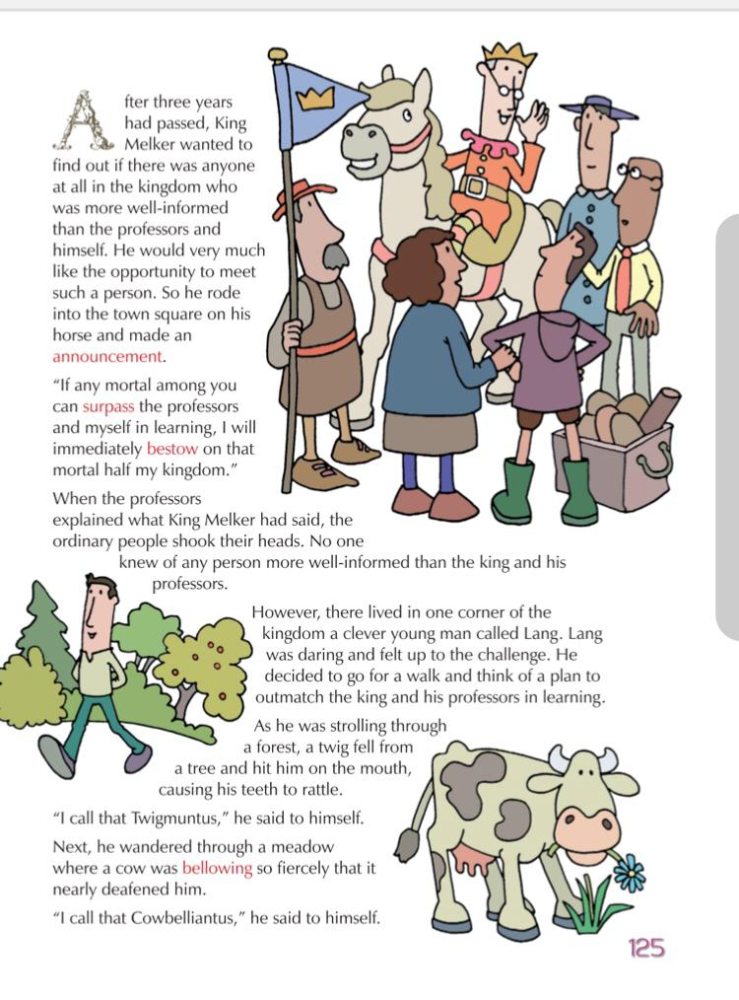 After three years
had passed, King
Melker wanted to
find out if there was anyone
at all in the kingdom who
was more well-informed
than the professors and
himself. He would very much
like the opportunity to meet
such a person. So he rode
into the town square on his
horse and made an
announcement.
“If any mortal among you
can surpass the professors
and myself in learning, I will
immediately bestow on that
mortal half my kingdom.”
When the professors
explained what King Melker had said, the
ordinary people shook their heads. No one
knew of any person more well-informed than the king and his
professors.
However, there lived in one corner of the
kingdom a clever young man called Lang. Lang
was daring and felt up to the challenge. He
decided to go for a walk and think of a plan to
outmatch the king and his professors in learning.
As he was strolling through
a forest, a twig fell from
a tree and hit him on the mouth,
causing his teeth to rattle.
“I call that Twigmuntus,” he said to himself.
Next, he wandered through a meadow
where a cow was bellowing so fiercely that it
nearly deafened him.
“I call that Cowbelliantus,” he said to himself.
125